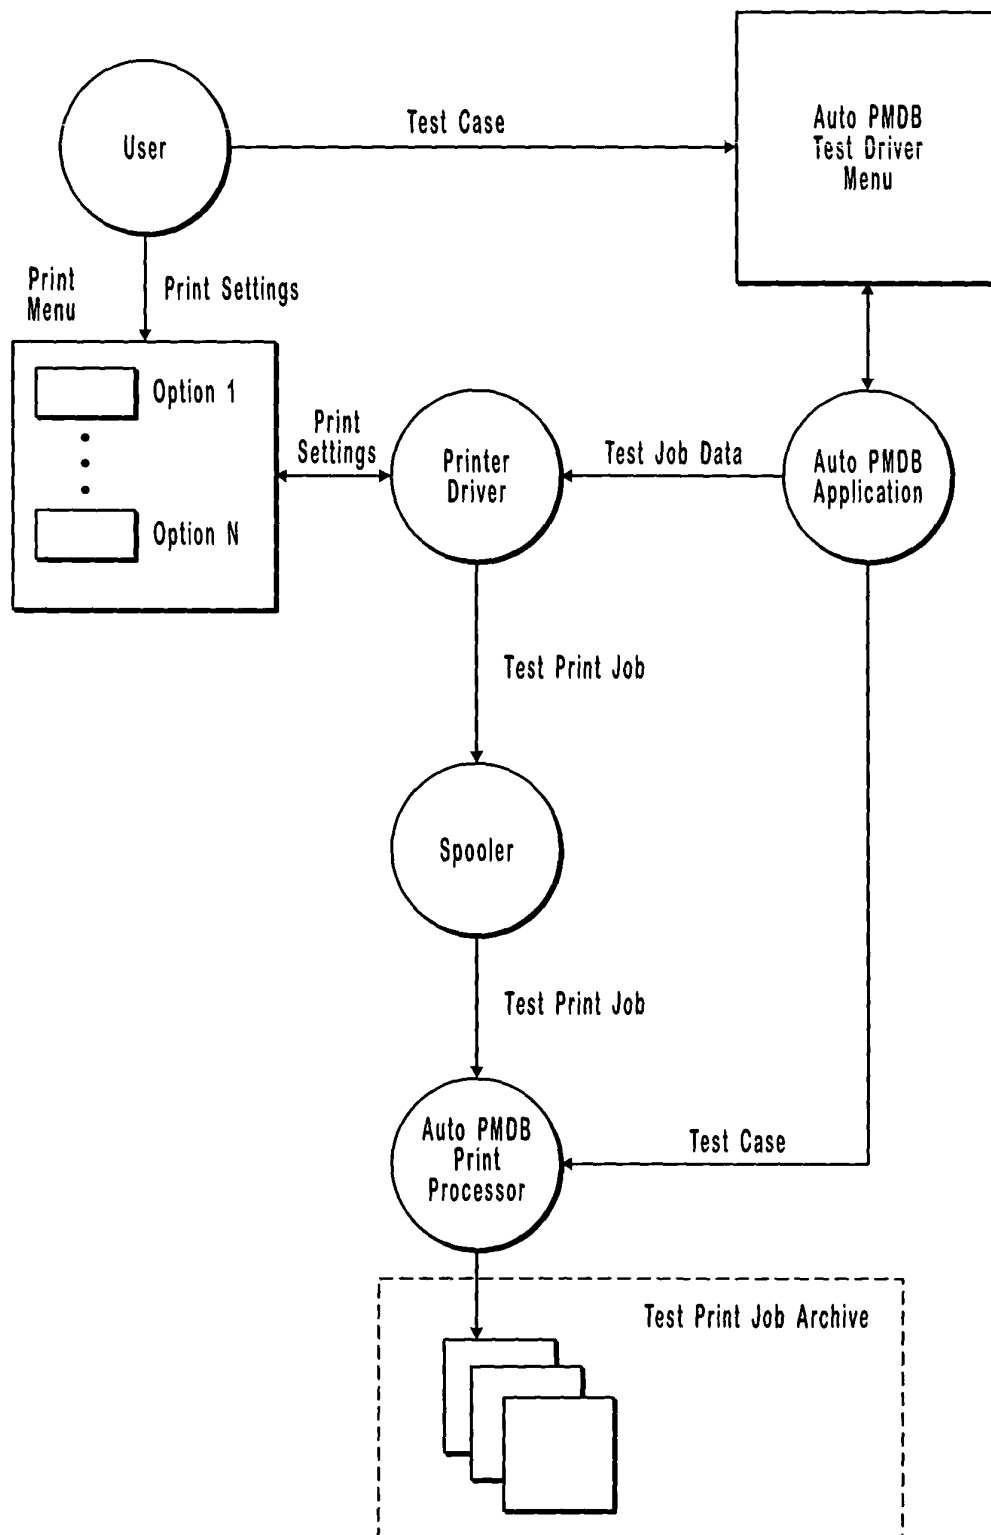 User
Test Case
Auto PMDB
Test Driver
Menu
Print
Menu
Print Settings
Option 1
Option N
Print
Settings
Printer
Driver
Test Job Data
Auto PMDB
Application
Test Print Job
Spooler
Test Print Job
Auto PMDB
Print
Processor
Test Case
Test Print Job Archive